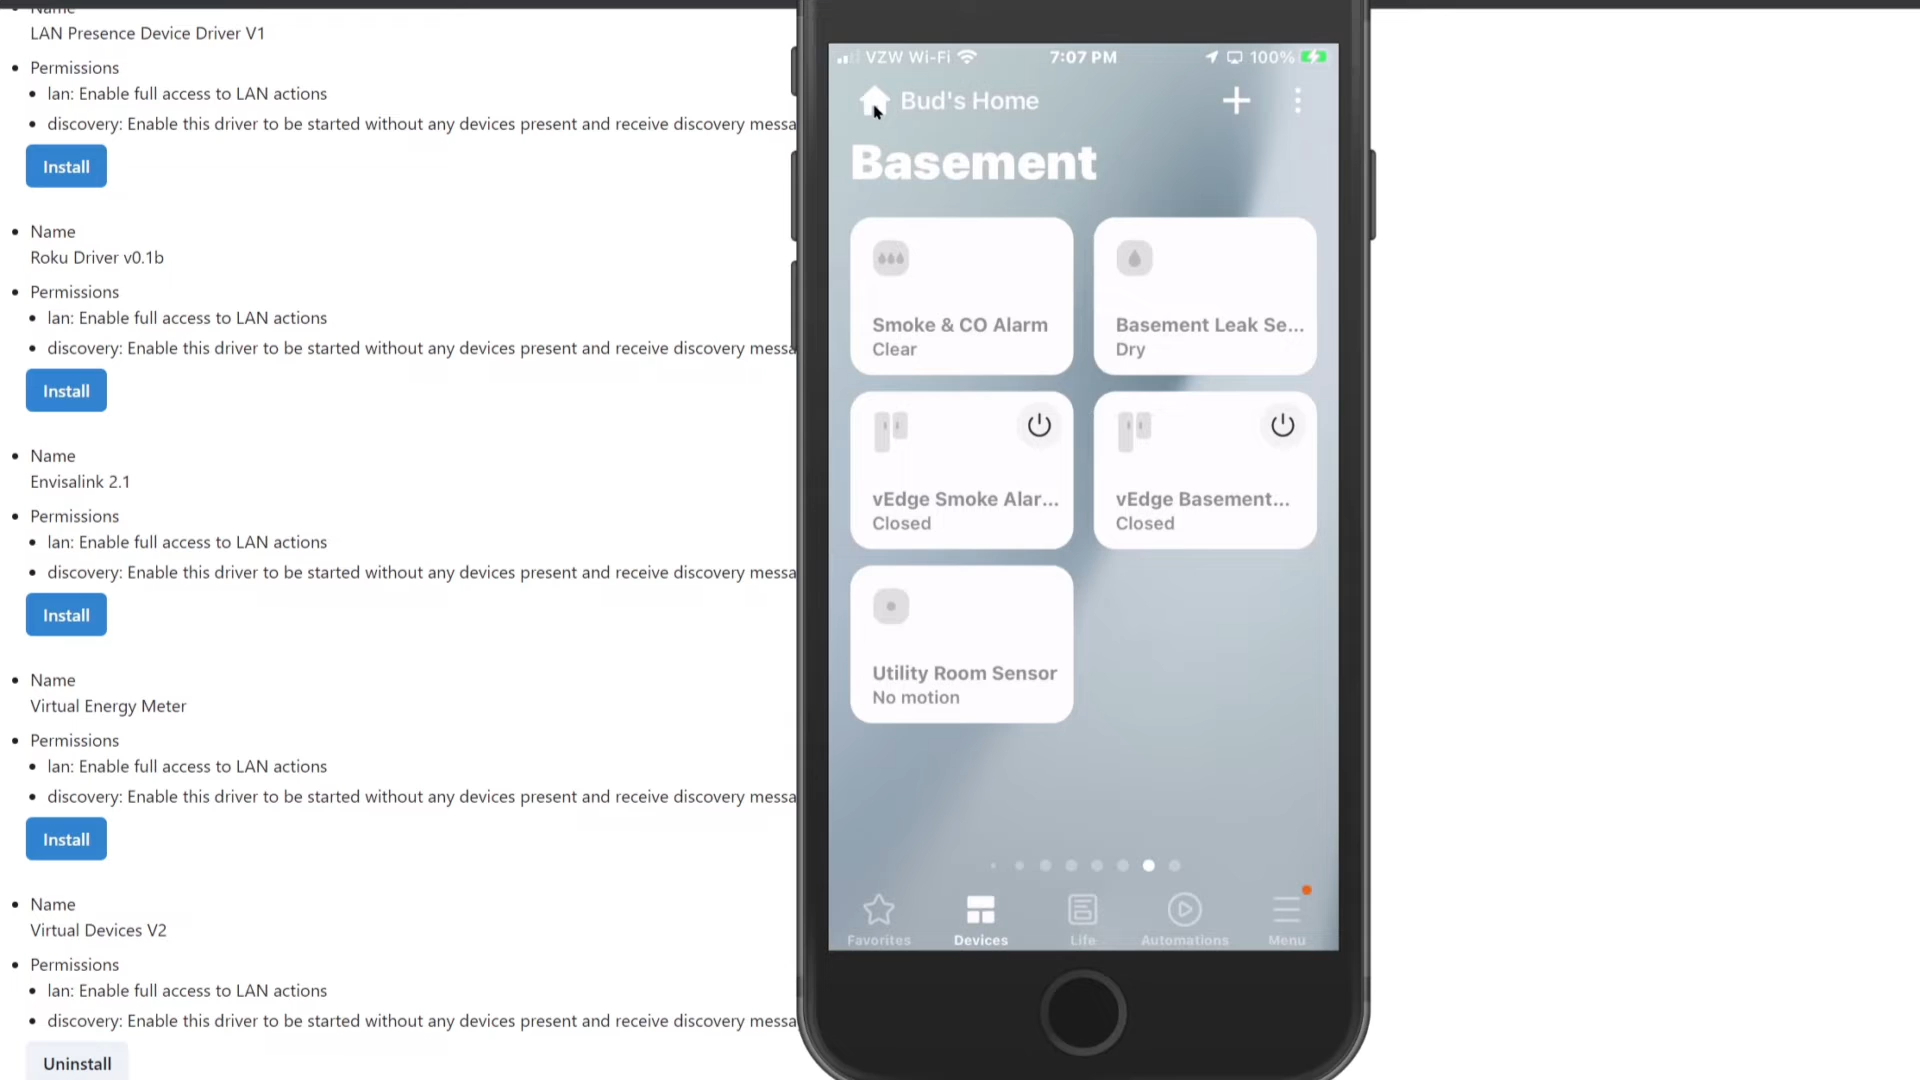 Name
LAN Presence Device Driver V1
Permissions
lan: Enable full access to LAN actions
discovery: Enable this driver to be started without any devices present and receive discovery messa
Install
Name
Roku Driver v0.1b
Permissions
lan: Enable full access to LAN actions
discovery: Enable this driver to be started without any devices present and receive discovery messa
Install
Name
Envisalink 2.1
Permissions
lan: Enable full access to LAN actions
discovery: Enable this driver to be started without any devices present and receive discovery messa
Install
Name
Virtual Energy Meter
Permissions
lan: Enable full access to LAN actions
discovery: Enable this driver to be started without any devices present and receive discovery messa
Install
Name
Virtual Devices V2
Permissions
lan: Enable full access to LAN actions
discovery: Enable this driver to be started without any devices present and receive discovery messa
Uninstall
VZW Wi-Fi 7:07 PM 100%
Bud's Home
Basement
Smoke & CO Alarm
Clear
Basement Leak Se...
Dry
vEdge Smoke Alar...
Closed
vEdge Basement...
Closed
Utility Room Sensor
No motion
Favorites Devices Life Automations Menu